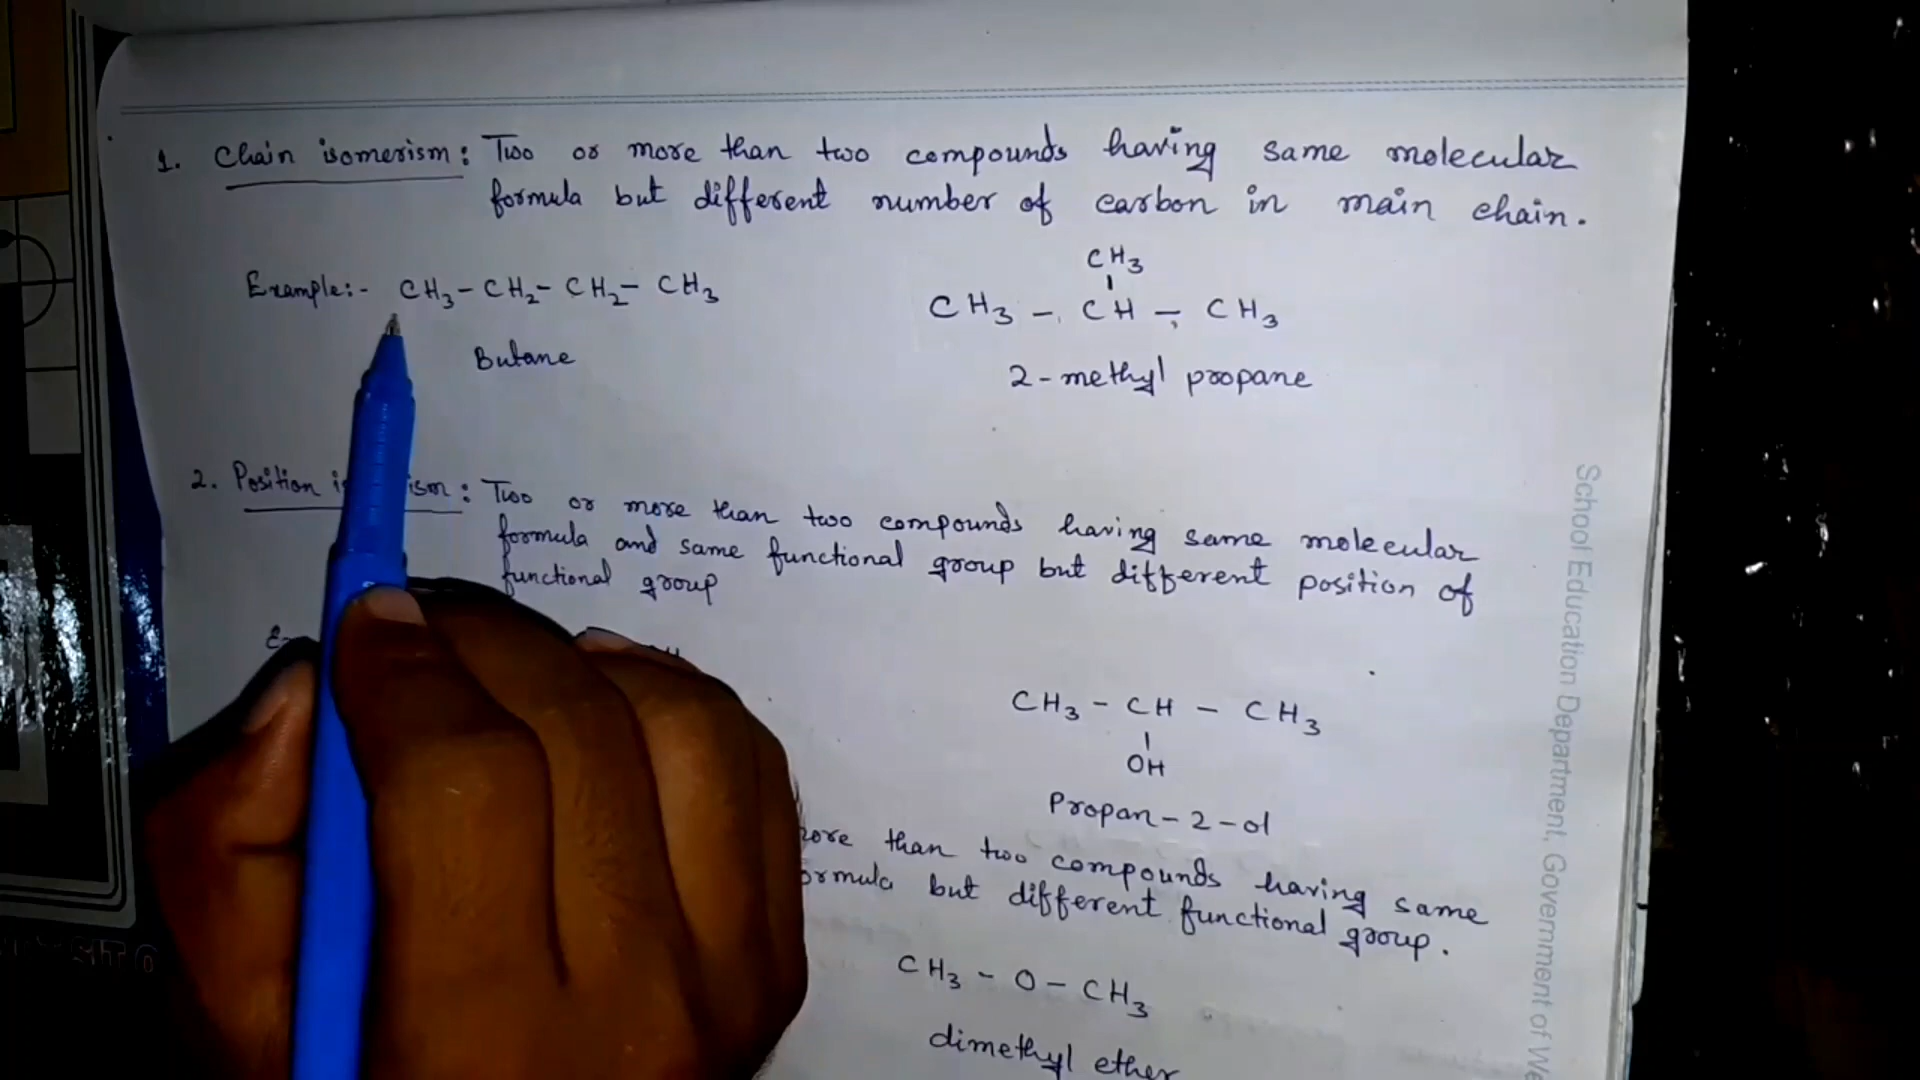 1. Chain isomerism: Two or more than two compounds having same molecular
formula but different number of carbon in main chain.
CH3
Example:- CH3-CH2-CH2-CH3
CH3 - CH - CH3
Butane
2-methyl propane
2. Position ism: Two or more than two compounds having same molecular
formula and same functional group but different position of
functional group
CH3 - CH - CH3
OH
Propan-2-ol
more than two compounds having same
formula but different functional group.
CH3 - O - CH3
dimethyl ether
School Education Department, Government of We